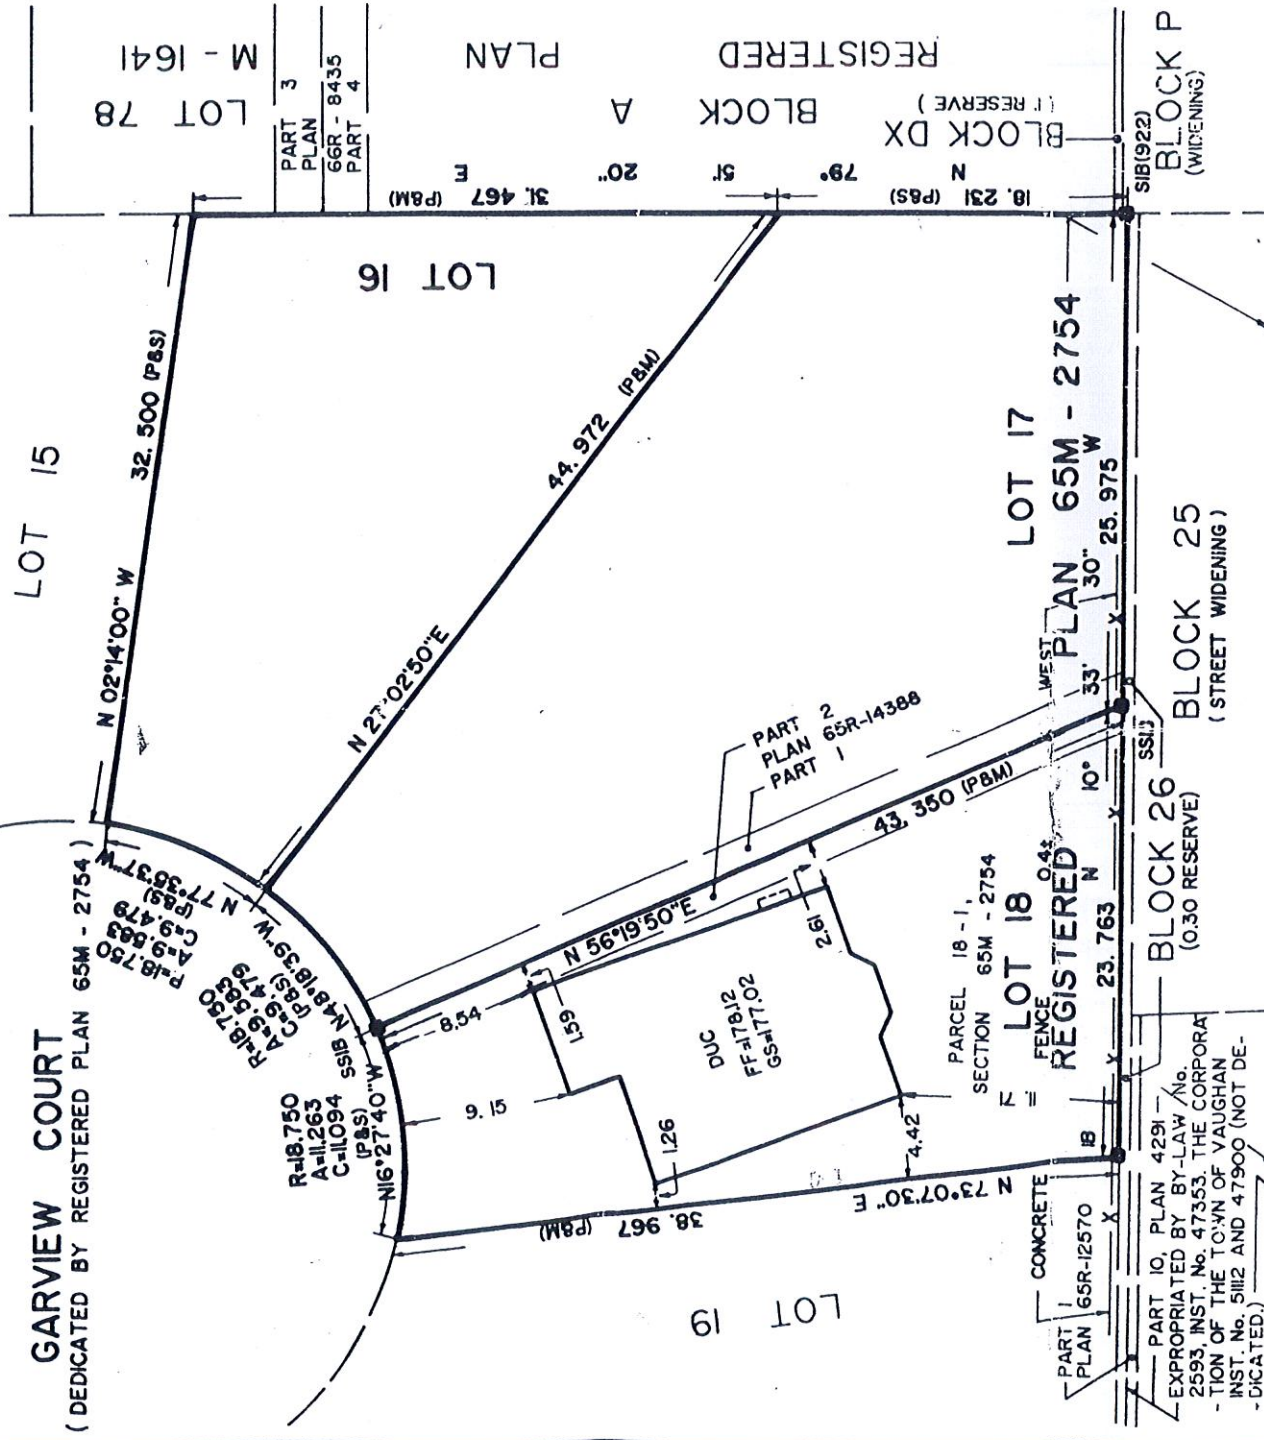 GARVIEW COURT
( DEDICATED BY REGISTERED PLAN 65M - 2754 )
LOT 15
N 02°14'00" W
32.500 (P&S)
LOT 78
M - 1641
PART 3
PLAN
66R - 8435
PART 4
REGISTERED
PLAN
BLOCK
A
BLOCK DX
( 1' RESERVE )
N
79°
51'
20"
E
31.467 (P&M)
18.231 (P&S)
SIB(922)
BLOCK P
(WIDENING)
LOT 16
N 77°35'37" W
(P&S)
C=9.479
A=9.583
R=18.750
N 27°02'50"E
44.972 (P&M)
N48°18'39"W
(P&S)
C=9.479
A=9.583
R=18.750
SSIB
R=18.750
A=11.263
C=11.094
(P&S)
N16°27'40"W
LOT 17
REGISTERED PLAN 65M - 2754
PART 2
PLAN 65R-14388
PART 1
N 56°19'50"E
43.350 (P&M)
8.54
1.59
9.15
2.61
1.26
4.42
DUC
FF=178.12
GS=177.02
PARCEL 18-1,
SECTION 65M - 2754
LOT 18
FENCE
0.4±
WEST
N
10°
33'
30"
W
25.975
23.763
SSIB
18
38.967
(P&M)
N 73°07'30" E
LOT 19
CONCRETE
BLOCK 25
( STREET WIDENING )
BLOCK 26
(0.30 RESERVE)
PART 1
PLAN 65R-12570
PART 10, PLAN 4291
EXPROPRIATED BY BY-LAW No.
2593, INST. No. 47353. THE CORPORA
- TION OF THE TOWN OF VAUGHAN
INST. No. 51112 AND 47900 (NOT DE-
- DICATED.)